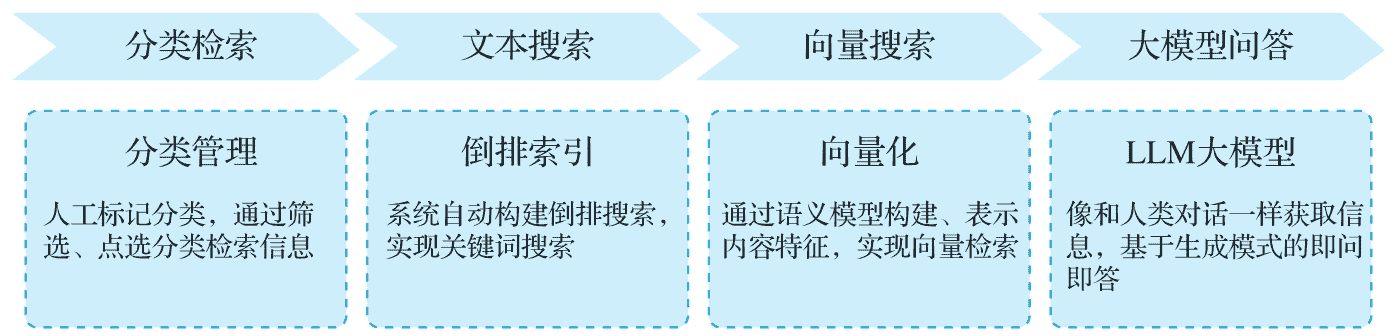 分类检索
文本搜索
向量搜索
大模型问答
分类管理
人工标记分类，通过筛
选、点选分类检索信息
倒排索引
系统自动构建倒排搜索，
实现关键词搜索
向量化
通过语义模型构建、表示
内容特征，实现向量检索
LLM大模型
像和人类对话一样获取信
息，基于生成模式的即问
即答